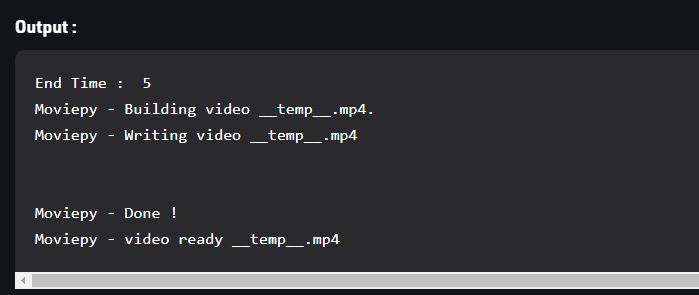 Output :
End Time :  5
Moviepy - Building video __temp__.mp4.
Moviepy - Writing video __temp__.mp4
Moviepy - Done !
Moviepy - video ready __temp__.mp4